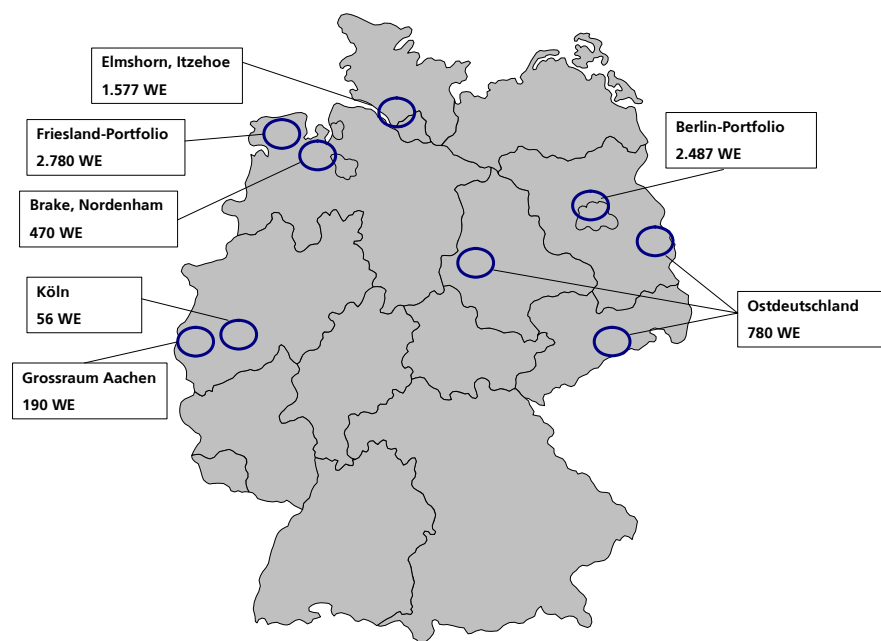 Elmshorn, Itzehoe
1.577 WE
Friesland-Portfolio
2.780 WE
Berlin-Portfolio
2.487 WE
Brake, Nordenham
470 WE
Köln
56 WE
Ostdeutschland
780 WE
Grossraum Aachen
190 WE